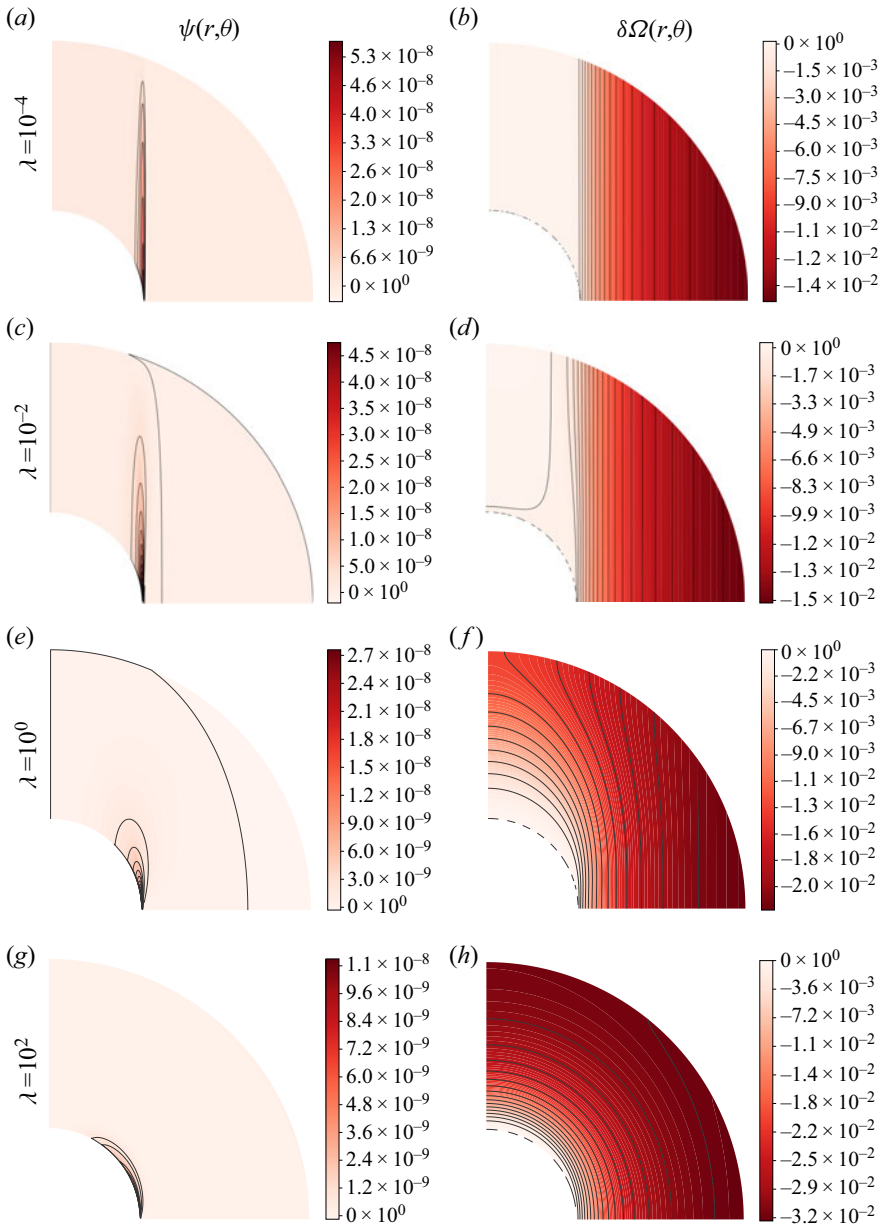 (a) ψ(r,θ) (b) δΩ(r,θ)
λ=10⁻⁴
5.3 × 10⁻⁸
4.6 × 10⁻⁸
4.0 × 10⁻⁸
3.3 × 10⁻⁸
2.6 × 10⁻⁸
2.0 × 10⁻⁸
1.3 × 10⁻⁸
6.6 × 10⁻⁹
0 × 10⁰
0 × 10⁰
–1.5 × 10⁻³
–3.0 × 10⁻³
–4.5 × 10⁻³
–6.0 × 10⁻³
–7.5 × 10⁻³
–9.0 × 10⁻³
–1.1 × 10⁻²
–1.2 × 10⁻²
–1.4 × 10⁻²
(c) (d)
λ=10⁻²
4.5 × 10⁻⁸
4.0 × 10⁻⁸
3.5 × 10⁻⁸
3.0 × 10⁻⁸
2.5 × 10⁻⁸
2.0 × 10⁻⁸
1.5 × 10⁻⁸
1.0 × 10⁻⁸
5.0 × 10⁻⁹
0 × 10⁰
0 × 10⁰
–1.7 × 10⁻³
–3.3 × 10⁻³
–4.9 × 10⁻³
–6.6 × 10⁻³
–8.3 × 10⁻³
–9.9 × 10⁻³
–1.2 × 10⁻²
–1.3 × 10⁻²
–1.5 × 10⁻²
(e) (f)
λ=10⁰
2.7 × 10⁻⁸
2.4 × 10⁻⁸
2.1 × 10⁻⁸
1.8 × 10⁻⁸
1.5 × 10⁻⁸
1.2 × 10⁻⁸
9.0 × 10⁻⁹
6.0 × 10⁻⁹
3.0 × 10⁻⁹
0 × 10⁰
0 × 10⁰
–2.2 × 10⁻³
–4.5 × 10⁻³
–6.7 × 10⁻³
–9.0 × 10⁻³
–1.1 × 10⁻²
–1.3 × 10⁻²
–1.6 × 10⁻²
–1.8 × 10⁻²
–2.0 × 10⁻²
(g) (h)
λ=10²
1.1 × 10⁻⁸
9.6 × 10⁻⁹
8.4 × 10⁻⁹
7.2 × 10⁻⁹
6.0 × 10⁻⁹
4.8 × 10⁻⁹
3.6 × 10⁻⁹
2.4 × 10⁻⁹
1.2 × 10⁻⁹
0 × 10⁰
0 × 10⁰
–3.6 × 10⁻³
–7.2 × 10⁻³
–1.1 × 10⁻²
–1.4 × 10⁻²
–1.8 × 10⁻²
–2.2 × 10⁻²
–2.5 × 10⁻²
–2.9 × 10⁻²
–3.2 × 10⁻²